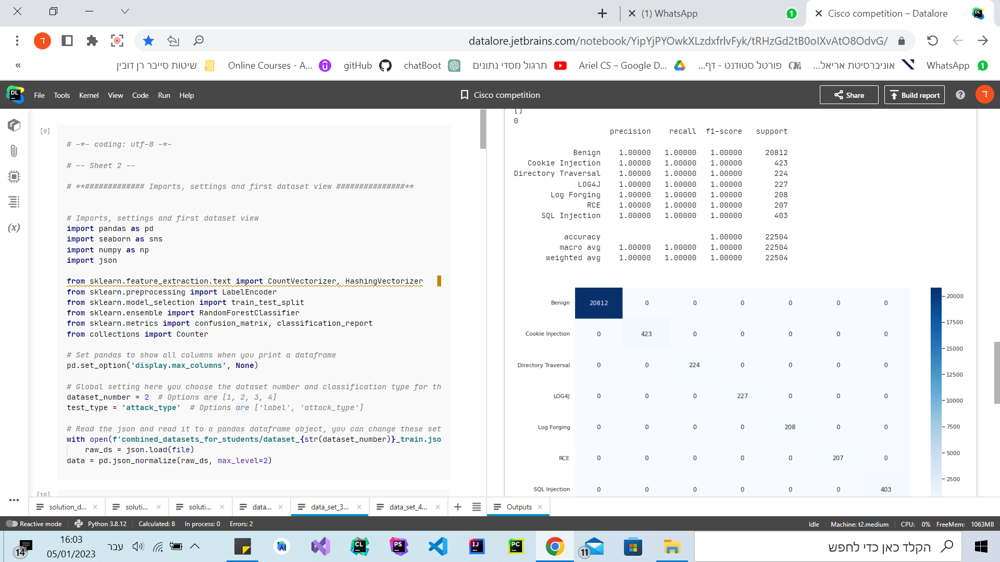 (1) WhatsApp
1
Cisco competition – Datalore
ד
datalore.jetbrains.com/notebook/YipYjPYOwkXLzdxfrlvFyk/tRHzGd2tB0oIXvAtO8OdvG/
«
שיטות סייבר רן דובין
Online Courses - A...
gitHub
chatBoot
תרגול מסדי נתונים
Ariel CS – Google D...
פורטל סטודנט - דף...
אוניברסיטת אריאל...
WhatsApp
1
DL
File Tools Kernel View Code Run Help
Cisco competition
Share
Build report
?
ד
[9]
# -*- coding: utf-8 -*-
# -- Sheet 2 --
# **############# Imports, settings and first dataset view ###############**
# Imports, settings and first dataset view
import pandas as pd
import seaborn as sns
import numpy as np
import json
from sklearn.feature_extraction.text import CountVectorizer, HashingVectorizer
from sklearn.preprocessing import LabelEncoder
from sklearn.model_selection import train_test_split
from sklearn.ensemble import RandomForestClassifier
from sklearn.metrics import confusion_matrix, classification_report
from collections import Counter
# Set pandas to show all columns when you print a dataframe
pd.set_option('display.max_columns', None)
# Global setting here you choose the dataset number and classification type for th
dataset_number = 2 # Options are [1, 2, 3, 4]
test_type = 'attack_type' # Options are ['label', 'attack_type']
# Read the json and read it to a pandas dataframe object, you can change these set
with open(f'combined_datasets_for_students/dataset_{str(dataset_number)}_train.jso
raw_ds = json.load(file)
data = pd.json_normalize(raw_ds, max_level=2)
[10]
[]
0
precision recall f1-score support
Benign 1.00000 1.00000 1.00000 20812
Cookie Injection 1.00000 1.00000 1.00000 423
Directory Traversal 1.00000 1.00000 1.00000 224
LOG4J 1.00000 1.00000 1.00000 227
Log Forging 1.00000 1.00000 1.00000 208
RCE 1.00000 1.00000 1.00000 207
SQL Injection 1.00000 1.00000 1.00000 403
accuracy 1.00000 22504
macro avg 1.00000 1.00000 1.00000 22504
weighted avg 1.00000 1.00000 1.00000 22504
Benign 20812 0 0 0 0 0 0
Cookie Injection 0 423 0 0 0 0 0
Directory Traversal 0 0 224 0 0 0 0
LOG4J 0 0 0 227 0 0 0
Log Forging 0 0 0 0 208 0 0
RCE 0 0 0 0 0 207 0
SQL Injection 0 0 0 0 0 0 403
20000
17500
15000
12500
10000
7500
5000
2500
(x)
solution_d...
soluti...
soluti...
data...
data_set_3...
data_set_4...
Outputs
Reactive mode
Python 3.8.12
Calculated: 8
In process: 0
Errors: 2
Idle
Machine: t2.medium
CPU: 0%
FreeMem: 1063MB
14
16:03
05/01/2023
עבר
CL
PS
IJ
PC
11
הקלד כאן כדי לחפש